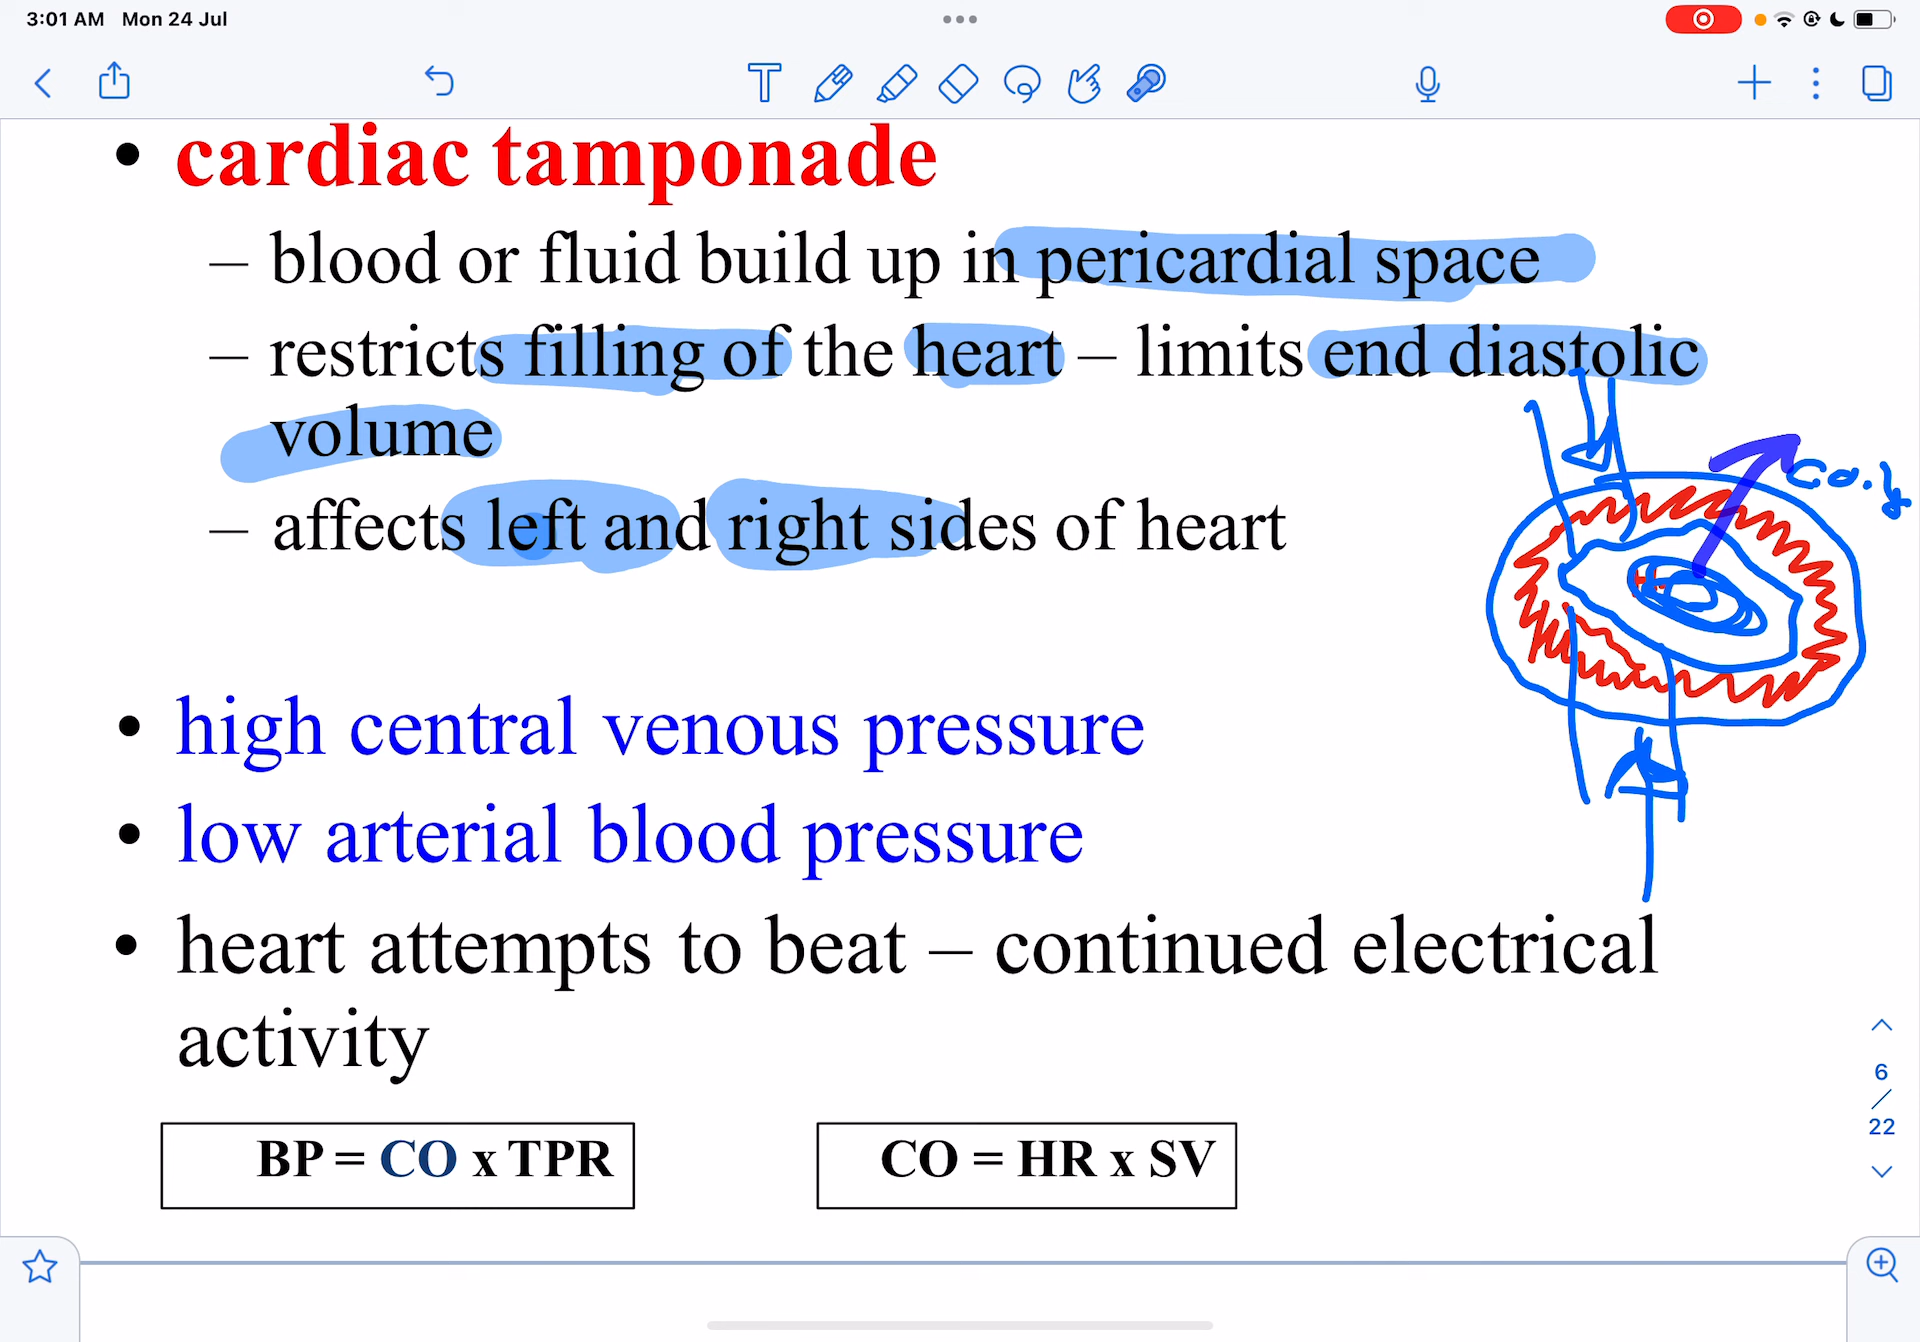 3:01 AM Mon 24 Jul
• cardiac tamponade
– blood or fluid build up in pericardial space
– restricts filling of the heart – limits end diastolic
volume
– affects left and right sides of heart
• high central venous pressure
• low arterial blood pressure
• heart attempts to beat – continued electrical
activity
BP = CO x TPR
CO = HR x SV
6
/
22